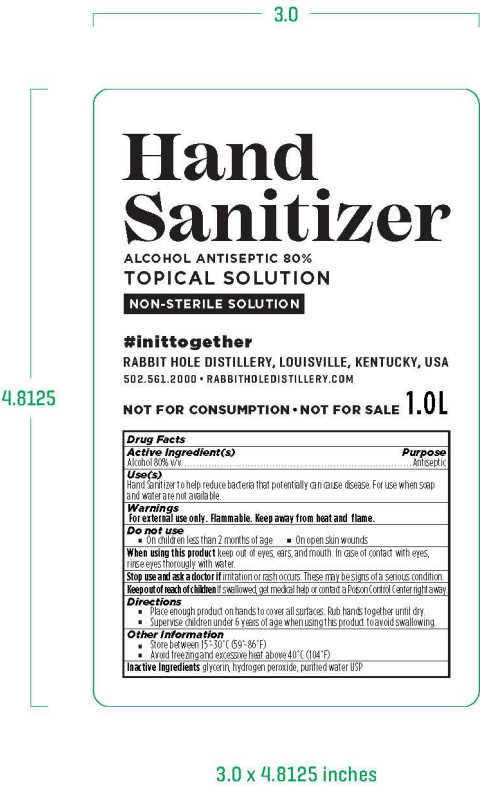 3.0
Hand
Sanitizer
ALCOHOL ANTISEPTIC 80%
TOPICAL SOLUTION
NON-STERILE SOLUTION
#inittogether
RABBIT HOLE DISTILLERY, LOUISVILLE, KENTUCKY, USA
502.561.2000 • RABBITHOLEDISTILLERY.COM
4.8125
NOT FOR CONSUMPTION • NOT FOR SALE 1.0L
Drug Facts
Active Ingredient(s) Purpose
Alcohol 80% v/v...Antiseptic
Use(s)
Hand Sanitizer to help reduce bacteria that potentially can cause disease. For use when soap
and water are not available.
Warnings
For external use only. Flammable. Keep away from heat and flame.
Do not use
▪ On children less than 2 months of age ▪ On open skin wounds
When using this product keep out of eyes, ears, and mouth. In case of contact with eyes,
rinse eyes thorougly with water.
Stop use and ask a doctor if irritation or rash occurs. These may be signs of a serious condition.
Keep out of reach of children If swallowed, get medical help or contact a Poison Control Center right away.
Directions
▪ Place enough product on hands to cover all surfaces. Rub hands together until dry.
▪ Supervise children under 6 years of age when using this product to avoid swallowing.
Other Information
▪ Store between 15°-30°C (59°-86°F)
▪ Avoid freezing and excessive heat above 40°C (104°F)
Inactive Ingredients glycerin, hydrogen peroxide, purified water USP
3.0 x 4.8125 inches